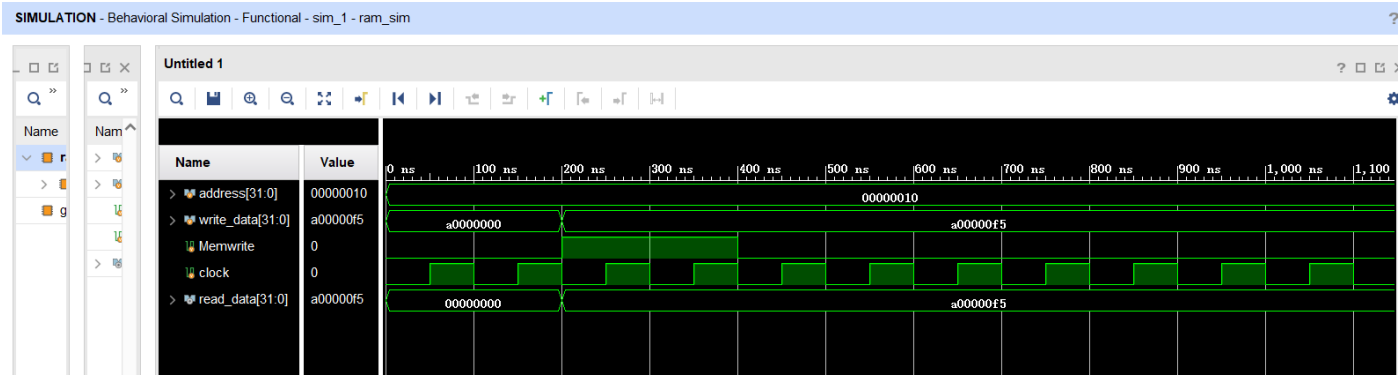 SIMULATION - Behavioral Simulation - Functional - sim_1 - ram_sim
Untitled 1
Name
Nam
Name Value
0 ns 100 ns 200 ns 300 ns 400 ns 500 ns 600 ns 700 ns 800 ns 900 ns 1,000 ns 1,100
address[31:0] 00000010 00000010
write_data[31:0] a00000f5 a0000000 a00000f5
Memwrite 0
clock 0
read_data[31:0] a00000f5 00000000 a00000f5